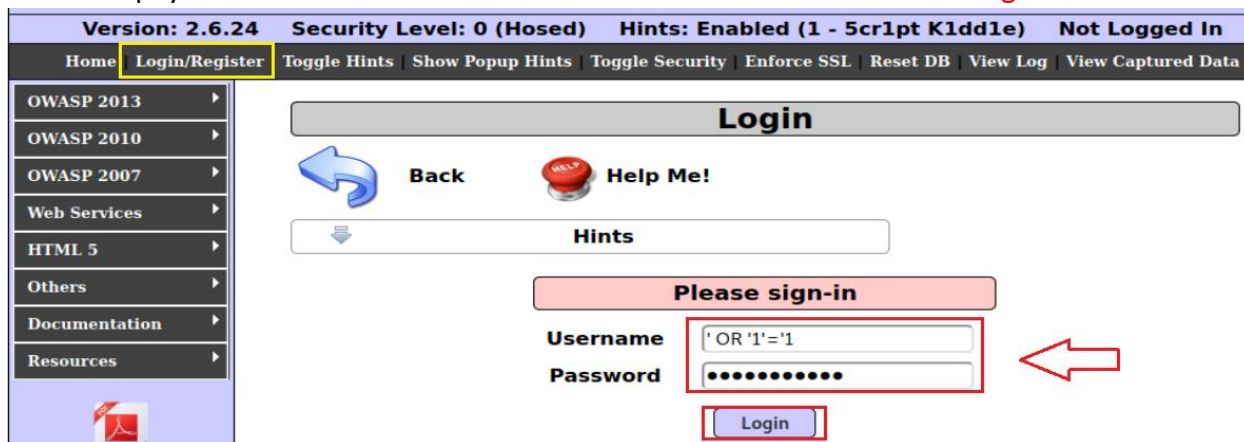 Version: 2.6.24 Security Level: 0 (Hosed) Hints: Enabled (1 - 5cr1pt K1dd1e) Not Logged In
Home Login/Register Toggle Hints Show Popup Hints Toggle Security Enforce SSL Reset DB View Log View Captured Data
OWASP 2013
OWASP 2010
OWASP 2007
Web Services
HTML 5
Others
Documentation
Resources
Login
Back HELP Help Me!
Hints
Please sign-in
Username ' OR '1'='1
Password •••••••••••
Login
PDF